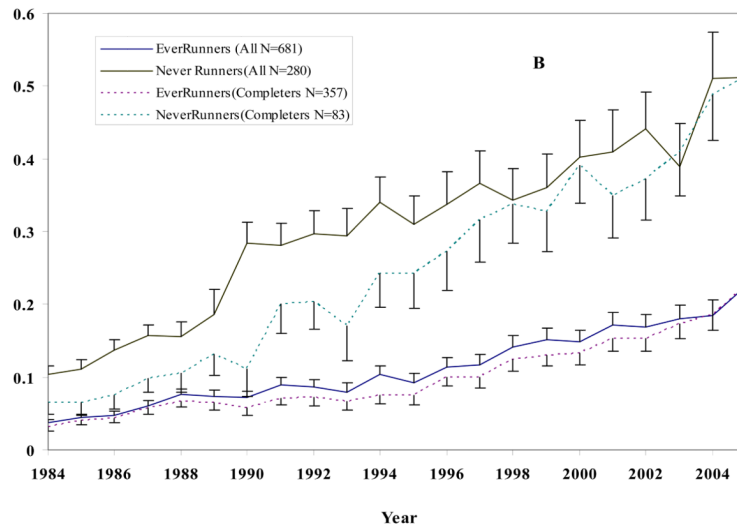 0.6
EverRunners (All N=681)
Never Runners(All N=280)
EverRunners(Completers N=357)
NeverRunners(Completers N=83)
B
0.5
0.4
0.3
0.2
0.1
0
1984 1986 1988 1990 1992 1994 1996 1998 2000 2002 2004
Year